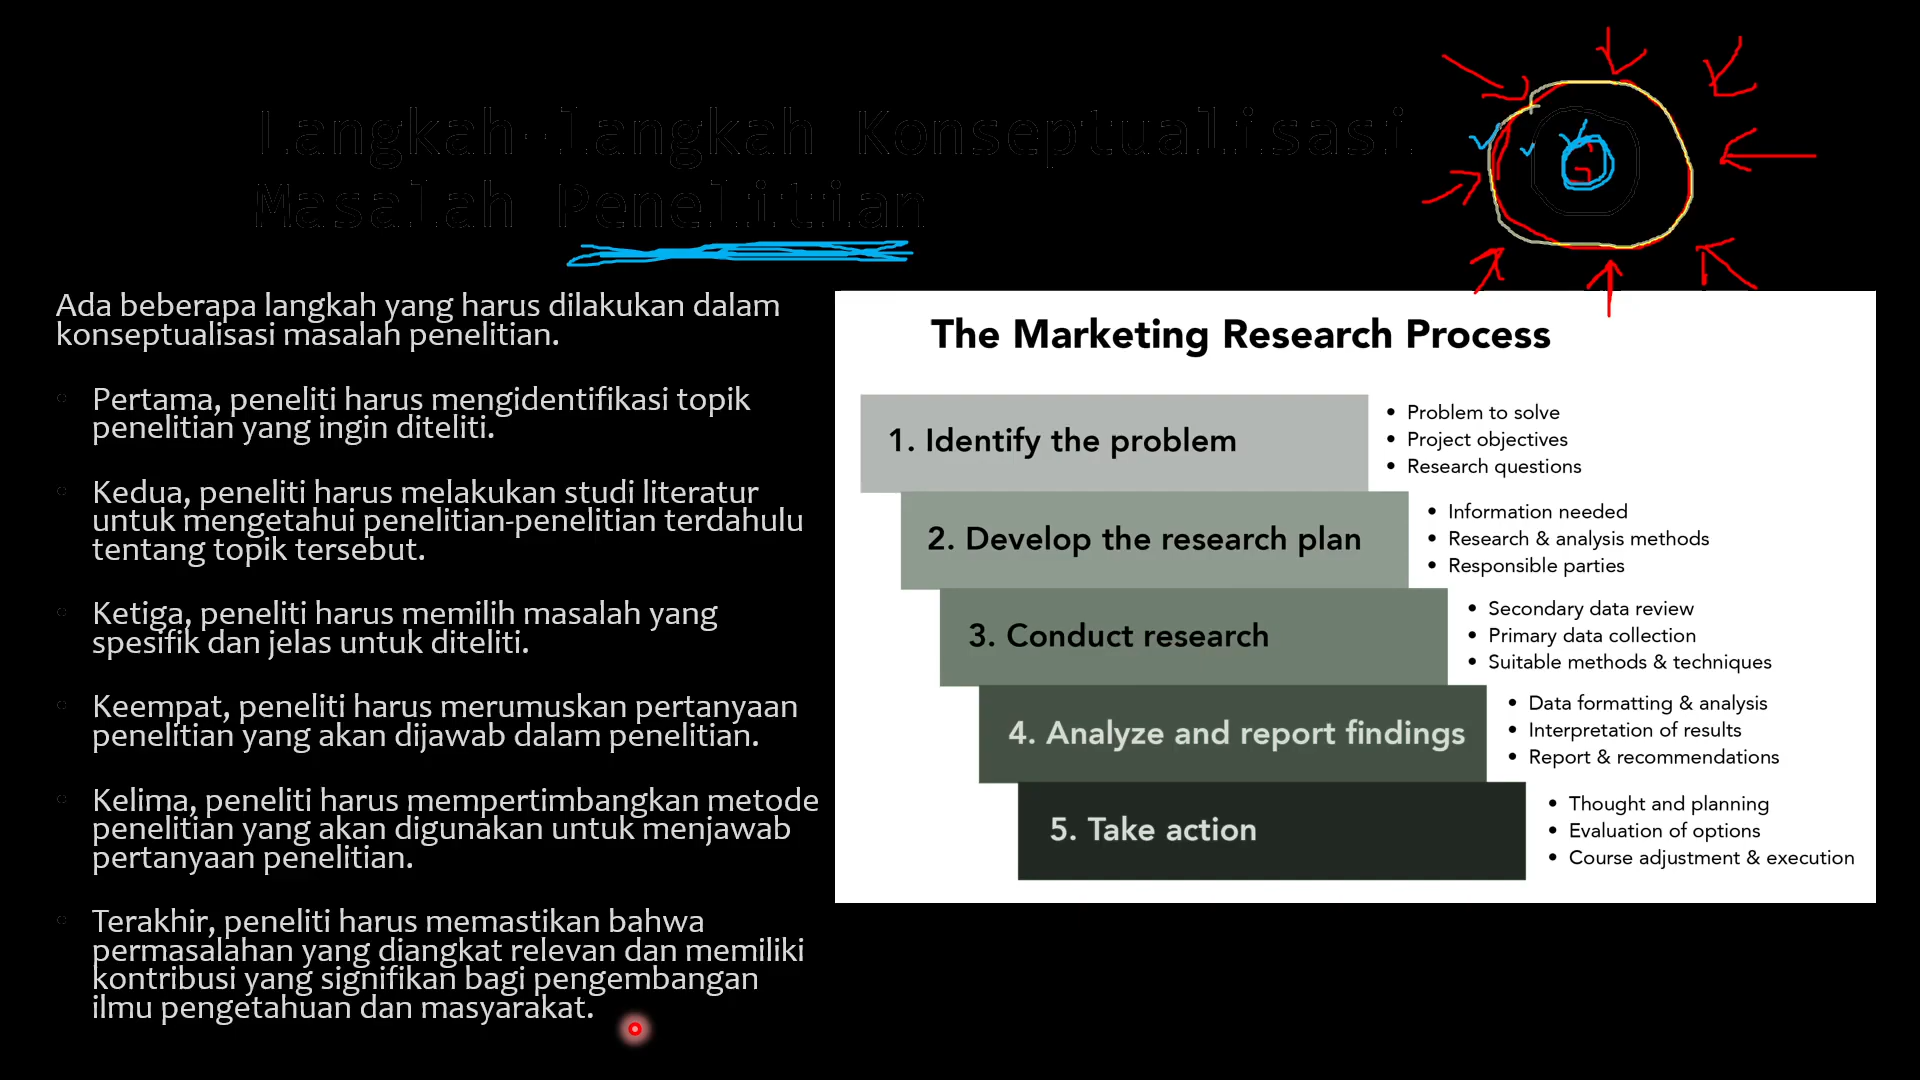 Langkah-langkah Konseptualisasi
Masalah Penelitian
Ada beberapa langkah yang harus dilakukan dalam
konseptualisasi masalah penelitian.
Pertama, peneliti harus mengidentifikasi topik
penelitian yang ingin diteliti.
Kedua, peneliti harus melakukan studi literatur
untuk mengetahui penelitian-penelitian terdahulu
tentang topik tersebut.
Ketiga, peneliti harus memilih masalah yang
spesifik dan jelas untuk diteliti.
Keempat, peneliti harus merumuskan pertanyaan
penelitian yang akan dijawab dalam penelitian.
Kelima, peneliti harus mempertimbangkan metode
penelitian yang akan digunakan untuk menjawab
pertanyaan penelitian.
Terakhir, peneliti harus memastikan bahwa
permasalahan yang diangkat relevan dan memiliki
kontribusi yang signifikan bagi pengembangan
ilmu pengetahuan dan masyarakat.
The Marketing Research Process
1. Identify the problem
• Problem to solve
• Project objectives
• Research questions
2. Develop the research plan
• Information needed
• Research & analysis methods
• Responsible parties
3. Conduct research
• Secondary data review
• Primary data collection
• Suitable methods & techniques
4. Analyze and report findings
• Data formatting & analysis
• Interpretation of results
• Report & recommendations
5. Take action
• Thought and planning
• Evaluation of options
• Course adjustment & execution